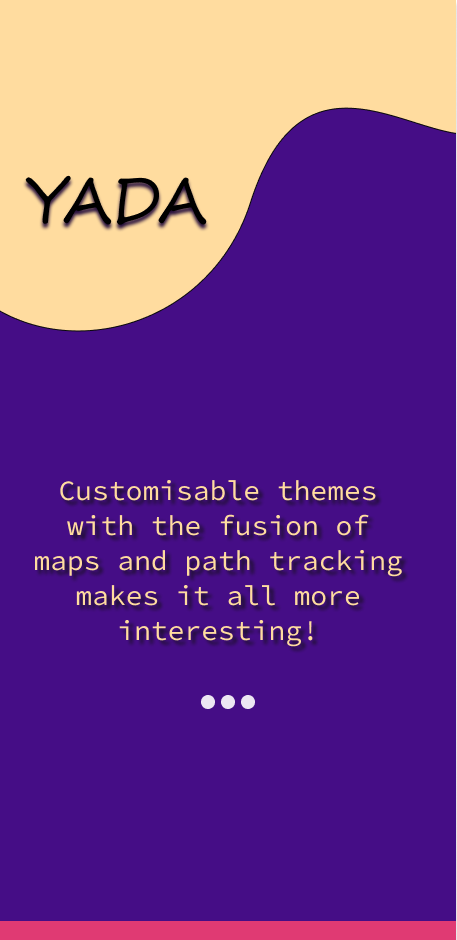 YADA
Customisable themes
with the fusion of
maps and path tracking
makes it all more
interesting!